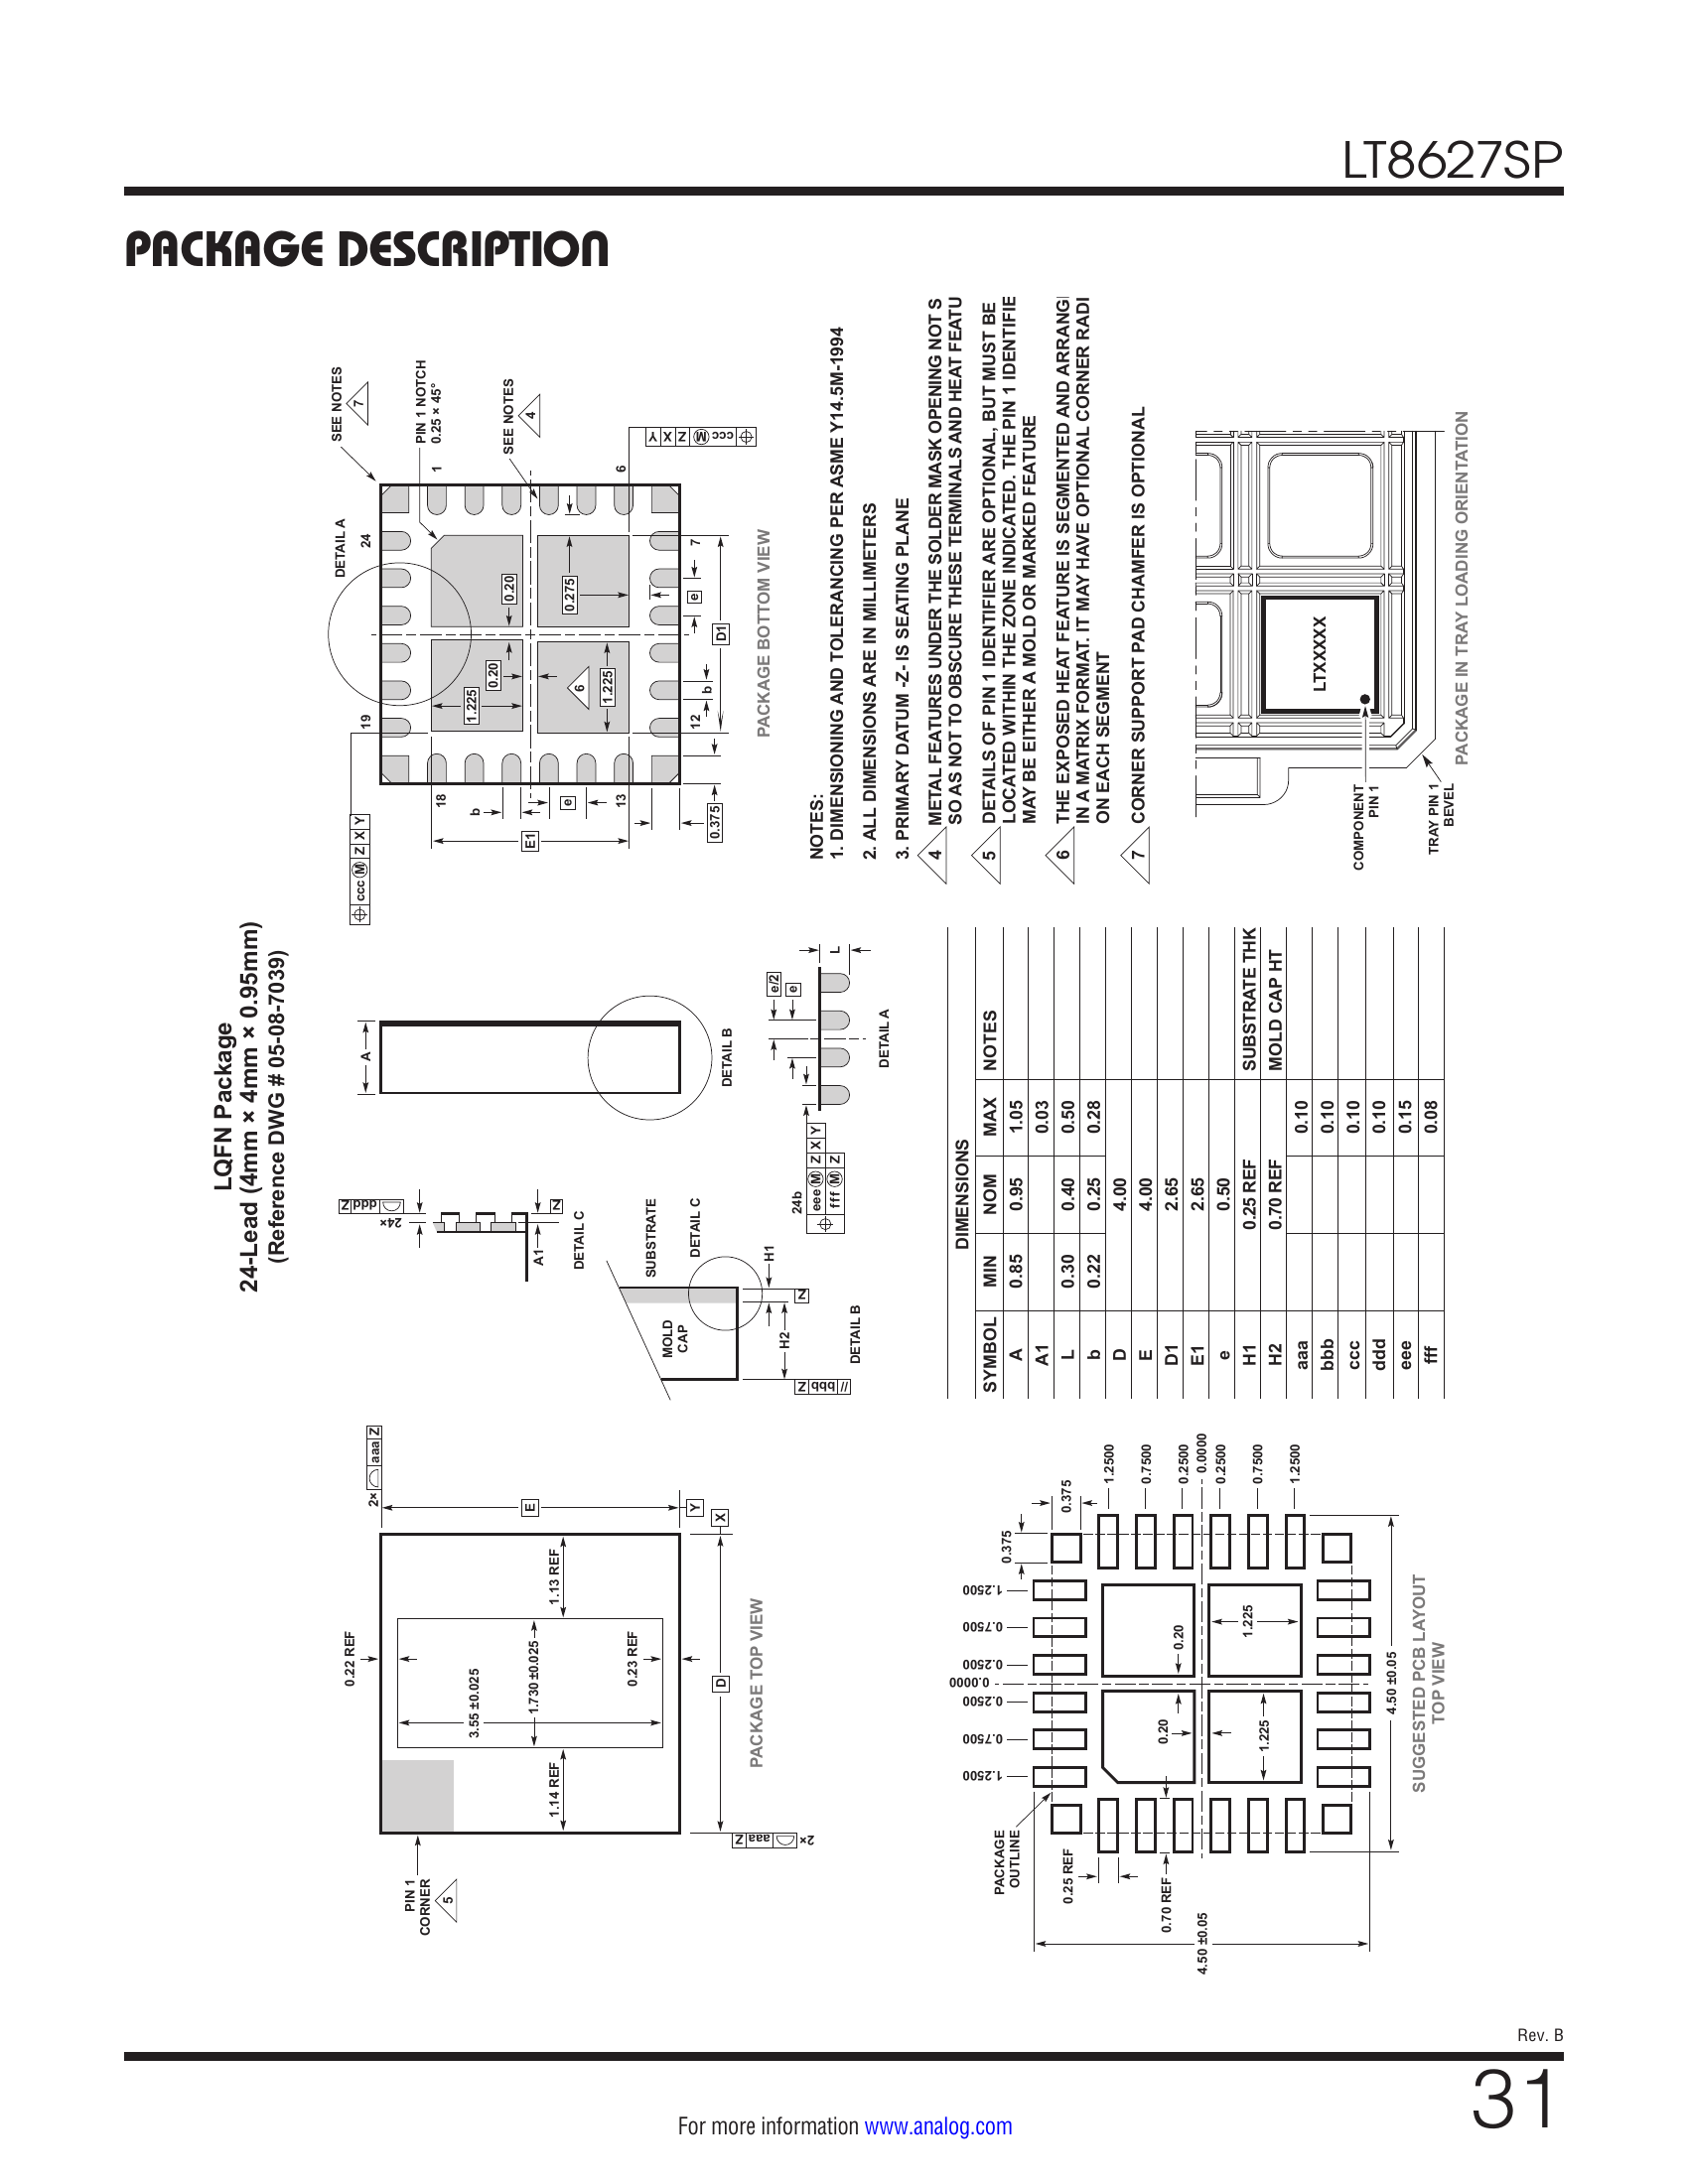 LT8627SP
PACKAGE DESCRIPTION
LQFN Package
24-Lead (4mm × 4mm × 0.95mm)
(Reference DWG # 05-08-7039)
2× ⌓ aaa Z
PIN 1
CORNER
5
0.22 REF
3.55 ±0.025
1.730 ±0.025
1.14 REF
1.13 REF
0.23 REF
E
Y
X
D
2× ⌓ aaa Z
PACKAGE TOP VIEW
24× ⌓ ddd Z
A1
Z
DETAIL C
SUBSTRATE
DETAIL C
MOLD
CAP
H1
Z
H2
// bbb Z
DETAIL B
A
DETAIL B
e/2
e
L
24b
⌖ eee Ⓜ Z X Y
fff Ⓜ Z
DETAIL A
⌖ ccc Ⓜ Z X Y
SEE NOTES
7
DETAIL A
PIN 1 NOTCH
0.25 × 45°
SEE NOTES
4
19
24
1
6
7
12
13
18
b
e
E1
1.225
0.20
0.20
6
1.225
0.275
0.375
b
e
D1
⌖ ccc Ⓜ Z X Y
PACKAGE BOTTOM VIEW
PACKAGE
OUTLINE
0.25 REF
0.70 REF
4.50 ±0.05
1.2500
0.7500
0.2500
0.0000
0.2500
0.7500
1.2500
0.375
0.375
1.2500
0.7500
0.2500
0.0000
0.2500
0.7500
1.2500
0.20
0.20
1.225
1.225
4.50 ±0.05
SUGGESTED PCB LAYOUT
TOP VIEW
DIMENSIONS
SYMBOL MIN NOM MAX NOTES
A 0.85 0.95 1.05
A1 0.03
L 0.30 0.40 0.50
b 0.22 0.25 0.28
D 4.00
E 4.00
D1 2.65
E1 2.65
e 0.50
H1 0.25 REF SUBSTRATE THK
H2 0.70 REF MOLD CAP HT
aaa 0.10
bbb 0.10
ccc 0.10
ddd 0.10
eee 0.15
fff 0.08
NOTES:
1. DIMENSIONING AND TOLERANCING PER ASME Y14.5M-1994
2. ALL DIMENSIONS ARE IN MILLIMETERS
3. PRIMARY DATUM -Z- IS SEATING PLANE
4 METAL FEATURES UNDER THE SOLDER MASK OPENING NOT S
SO AS NOT TO OBSCURE THESE TERMINALS AND HEAT FEATU
5 DETAILS OF PIN 1 IDENTIFIER ARE OPTIONAL, BUT MUST BE
LOCATED WITHIN THE ZONE INDICATED. THE PIN 1 IDENTIFIE
MAY BE EITHER A MOLD OR MARKED FEATURE
6 THE EXPOSED HEAT FEATURE IS SEGMENTED AND ARRANG
IN A MATRIX FORMAT. IT MAY HAVE OPTIONAL CORNER RADI
ON EACH SEGMENT
7 CORNER SUPPORT PAD CHAMFER IS OPTIONAL
LTXXXXX
COMPONENT
PIN 1
TRAY PIN 1
BEVEL
PACKAGE IN TRAY LOADING ORIENTATION
Rev. B
31
For more information www.analog.com